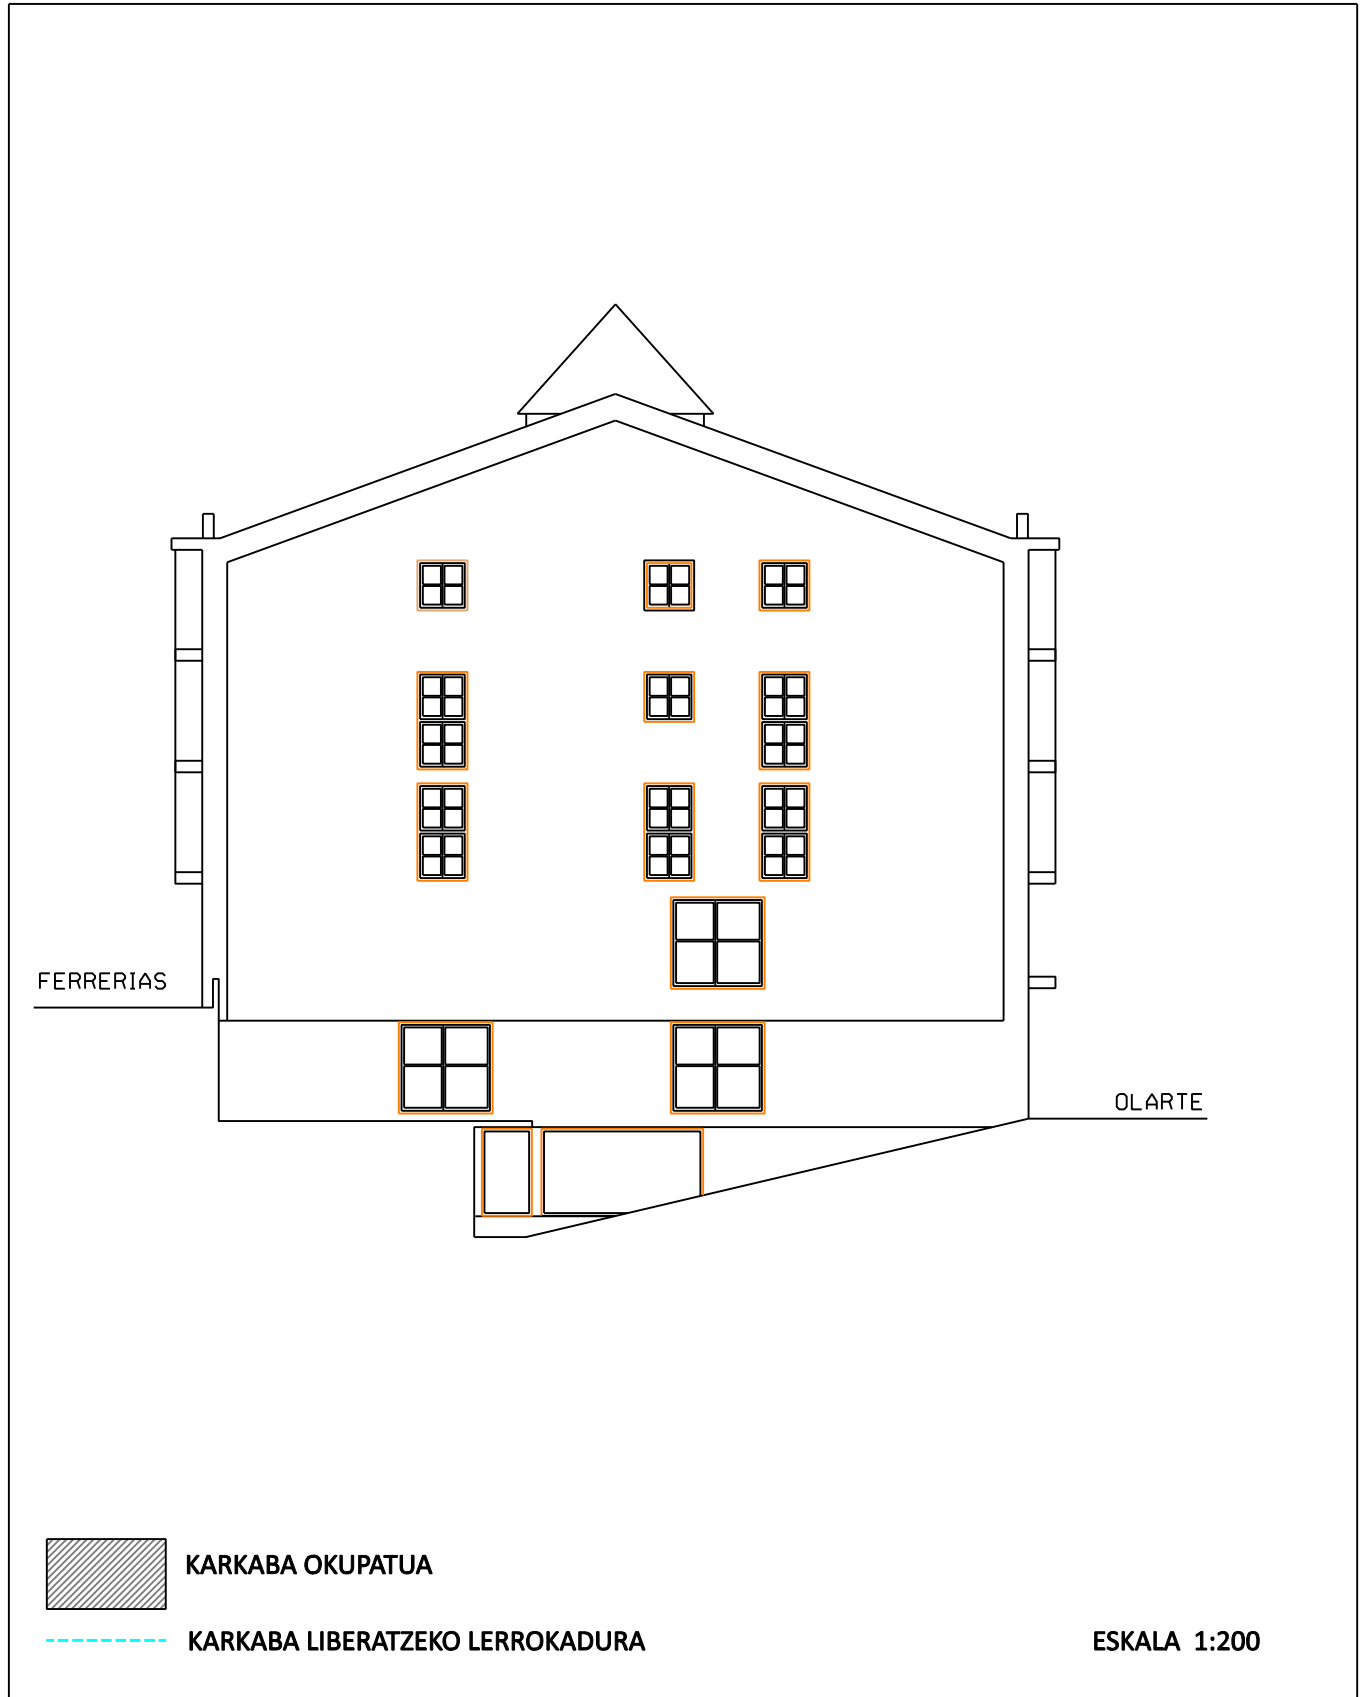 FERRERIAS
OLARTE
KARKABA OKUPATUA
KARKABA LIBERATZEKO LERROKADURA
ESKALA 1:200